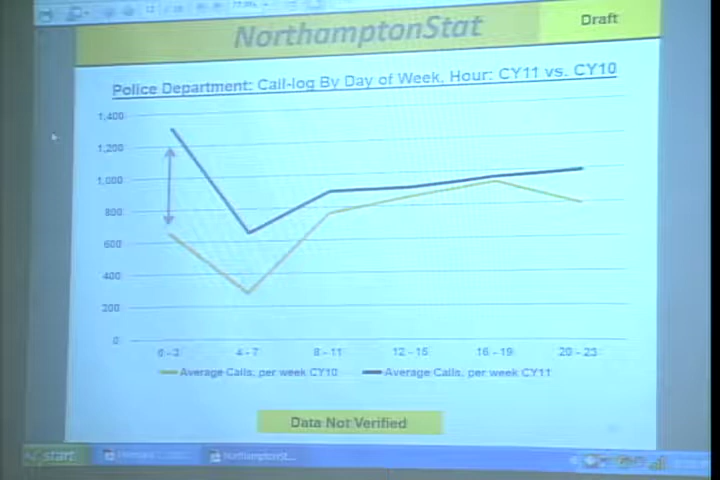 NorthamptonStat
Draft
Police Department: Call-log By Day of Week, Hour: CY11 vs. CY10
1,400
1,200
1,000
800
600
400
200
0
0 - 3
4 - 7
8 - 11
12 - 15
16 - 19
20 - 23
Average Calls, per week CY10
Average Calls, per week CY11
Data Not Verified
start
NorthamptonSt...